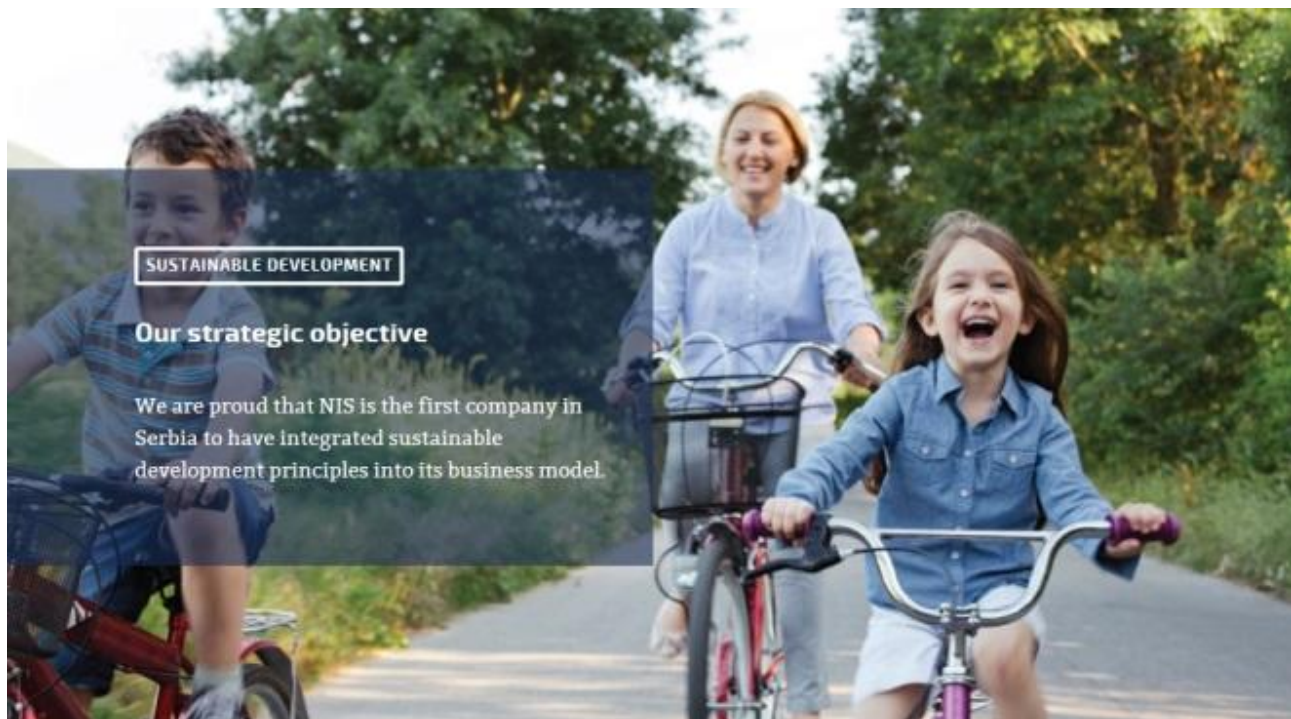 SUSTAINABLE DEVELOPMENT
Our strategic objective
We are proud that NIS is the first company in
Serbia to have integrated sustainable
development principles into its business model.